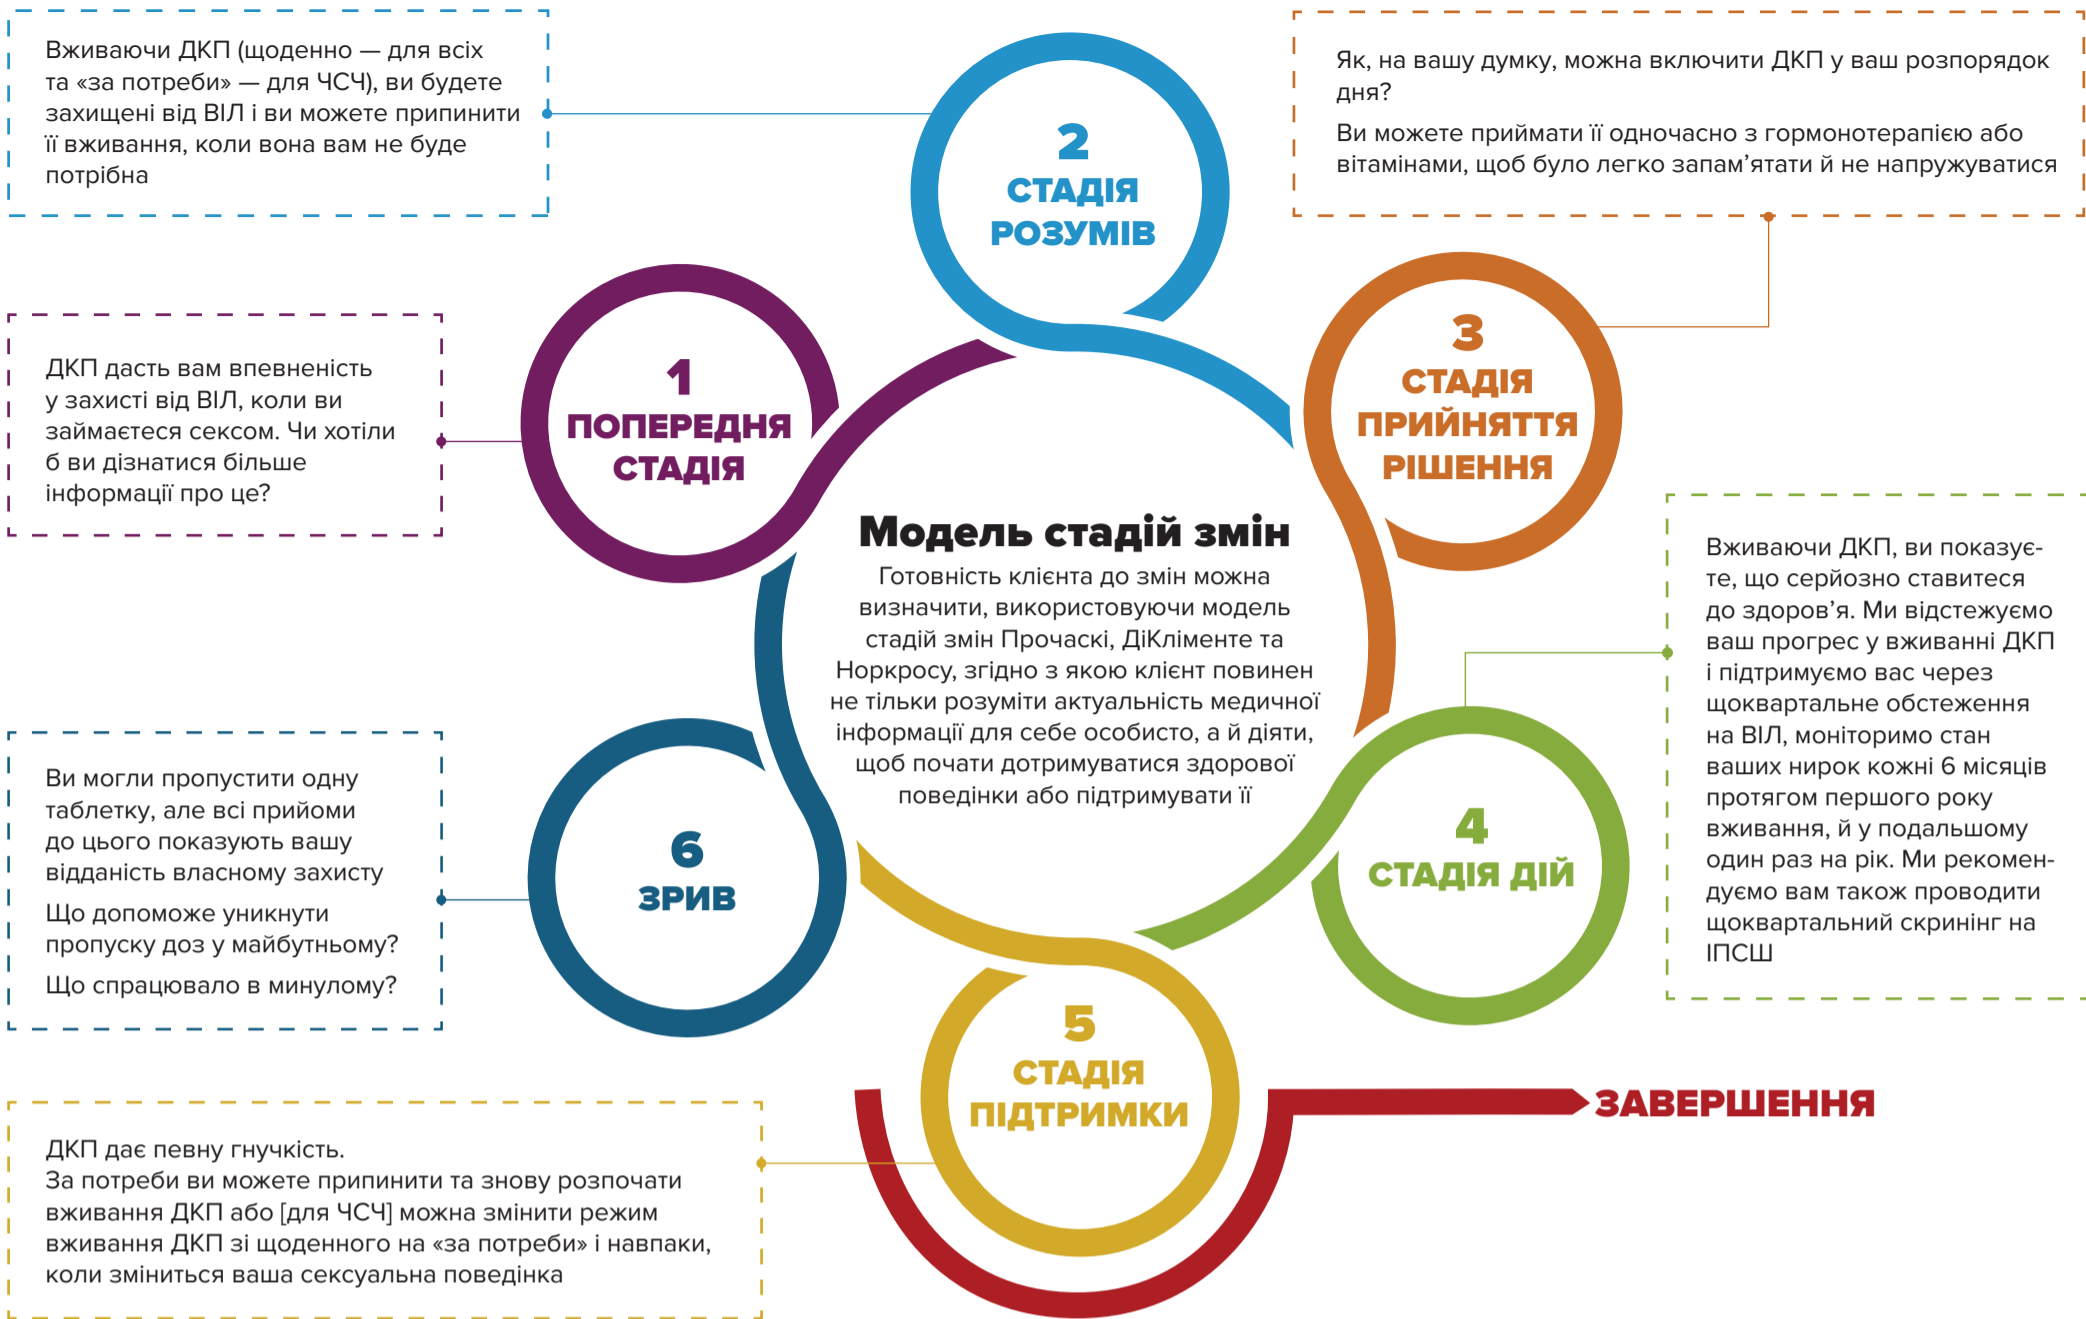 Вживаючи ДКП (щоденно — для всіх
та «за потреби» — для ЧСЧ), ви будете
захищені від ВІЛ і ви можете припинити
її вживання, коли вона вам не буде
потрібна
2
СТАДІЯ
РОЗУМІВ
Як, на вашу думку, можна включити ДКП у ваш розпорядок
дня?
Ви можете приймати її одночасно з гормонотерапією або
вітамінами, щоб було легко запам’ятати й не напружуватися
ДКП дасть вам впевненість
у захисті від ВІЛ, коли ви
займаєтеся сексом. Чи хотіли
б ви дізнатися більше
інформації про це?
1
ПОПЕРЕДНЯ
СТАДІЯ
3
СТАДІЯ
ПРИЙНЯТТЯ
РІШЕННЯ
Модель стадій змін
Готовність клієнта до змін можна
визначити, використовуючи модель
стадій змін Прочаскі, ДіКліменте та
Норкросу, згідно з якою клієнт повинен
не тільки розуміти актуальність медичної
інформації для себе особисто, а й діяти,
щоб почати дотримуватися здорової
поведінки або підтримувати її
Вживаючи ДКП, ви показує-
те, що серйозно ставитеся
до здоров’я. Ми відстежуємо
ваш прогрес у вживанні ДКП
і підтримуємо вас через
щоквартальне обстеження
на ВІЛ, моніторимо стан
ваших нирок кожні 6 місяців
протягом першого року
вживання, й у подальшому
один раз на рік. Ми рекомен-
дуємо вам також проводити
щоквартальний скринінг на
ІПСШ
4
СТАДІЯ ДІЙ
Ви могли пропустити одну
таблетку, але всі прийоми
до цього показують вашу
відданість власному захисту
Що допоможе уникнути
пропуску доз у майбутньому?
Що спрацювало в минулому?
6
ЗРИВ
5
СТАДІЯ
ПІДТРИМКИ
ЗАВЕРШЕННЯ
ДКП дає певну гнучкість.
За потреби ви можете припинити та знову розпочати
вживання ДКП або [для ЧСЧ] можна змінити режим
вживання ДКП зі щоденного на «за потреби» і навпаки,
коли зміниться ваша сексуальна поведінка